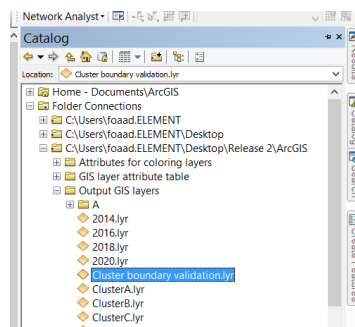 Network Analyst
Catalog
Location: Cluster boundary validation.lyr
Home - Documents\ArcGIS
Folder Connections
C:\Users\foaad.ELEMENT
C:\Users\foaad.ELEMENT\Desktop
C:\Users\foaad.ELEMENT\Desktop\Release 2\ArcGIS
Attributes for coloring layers
GIS layer attribute table
Output GIS layers
A
2014.lyr
2016.lyr
2018.lyr
2020.lyr
Cluster boundary validation.lyr
ClusterA.lyr
ClusterB.lyr
ClusterC.lyr